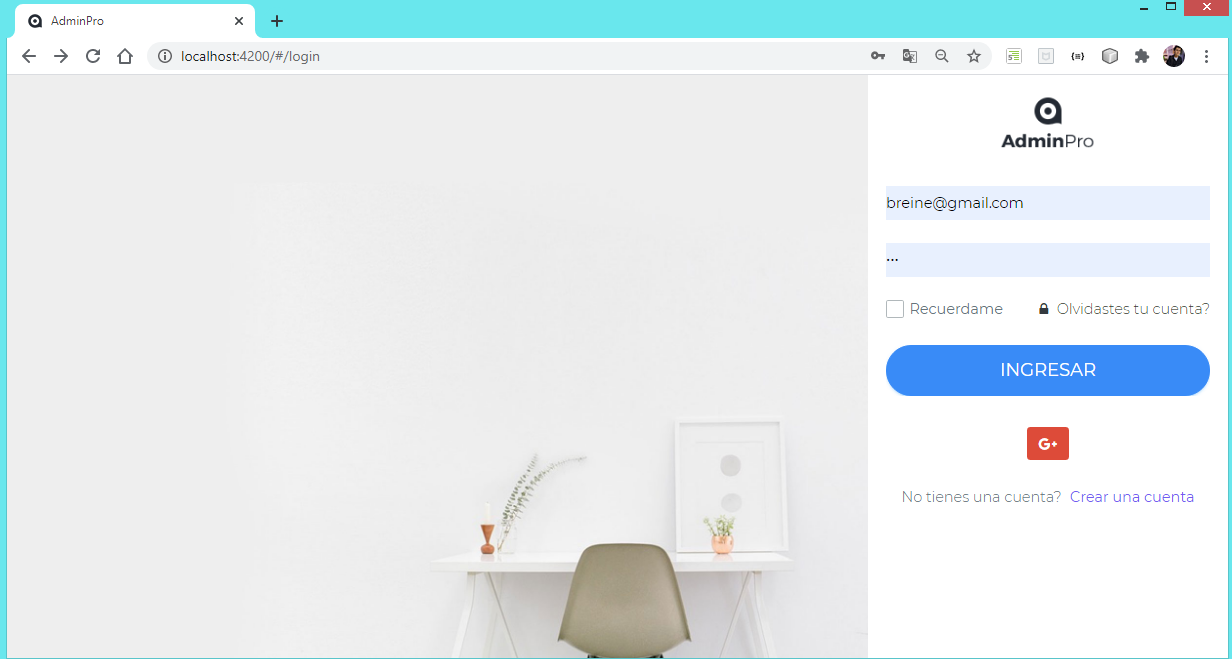 AdminPro
localhost:4200/#/login
AdminPro
breine@gmail.com
Recuerdame
Olvidastes tu cuenta?
INGRESAR
G+
No tienes una cuenta? Crear una cuenta